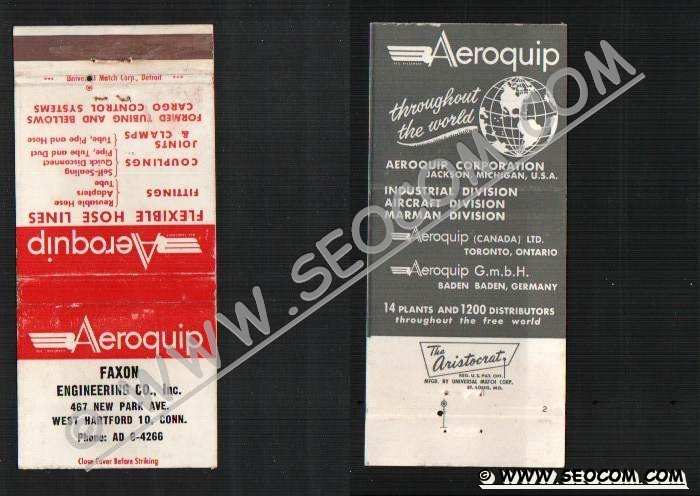 Universal Match Corp., Detroit
Aeroquip
FLEXIBLE HOSE LINES
FITTINGS
Reusable Hose
Adapters
Tube
COUPLINGS
Self-Sealing
Quick Disconnect
Pipe, Tube, Pipe and Duct
JOINTS
& CLAMPS
Tube, Pipe and Hose
FORMED TUBING AND BELLOWS
CARGO CONTROL SYSTEMS
Aeroquip
FAXON
ENGINEERING CO., Inc.
467 NEW PARK AVE.
WEST HARTFORD 10, CONN.
Phone: AD 6-4266
Close Cover Before Striking
Aeroquip
throughout
the world
AEROQUIP CORPORATION
JACKSON, MICHIGAN, U.S.A.
INDUSTRIAL DIVISION
AIRCRAFT DIVISION
MARMAN DIVISION
Aeroquip (CANADA) LTD.
TORONTO, ONTARIO
Aeroquip G.m.b.H.
BADEN BADEN, GERMANY
14 PLANTS AND 1200 DISTRIBUTORS
throughout the free world
The
Aristocrat
REG. U.S. PAT. OFF.
MFGD. BY UNIVERSAL MATCH CORP.
ST. LOUIS, MO.
2
© WWW.SEOCOM.COM
© WWW.SEOCOM.COM
© WWW.SEOCOM.COM